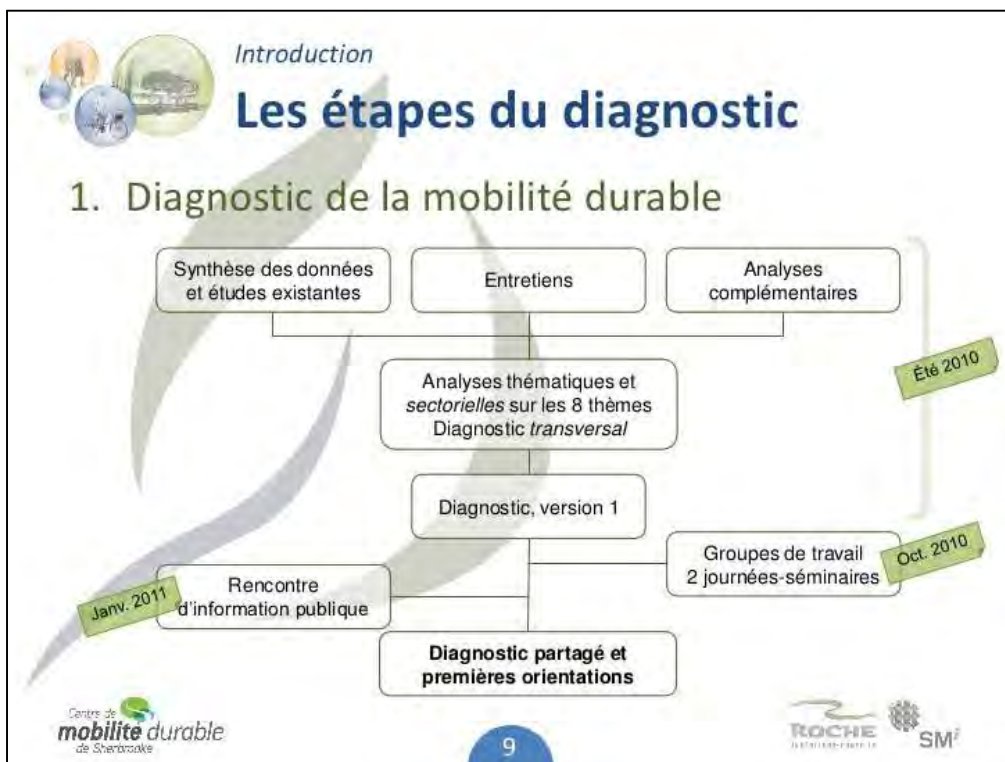 Introduction
Les étapes du diagnostic
1. Diagnostic de la mobilité durable
Synthèse des données
et études existantes
Entretiens
Analyses
complémentaires
Été 2010
Analyses thématiques et
sectorielles sur les 8 thèmes
Diagnostic transversal
Diagnostic, version 1
Groupes de travail
2 journées-séminaires
Oct. 2010
Janv. 2011
Rencontre
d'information publique
Diagnostic partagé et
premières orientations
Centre de
mobilité durable
de Sherbrooke
9
ROCHE
SMi